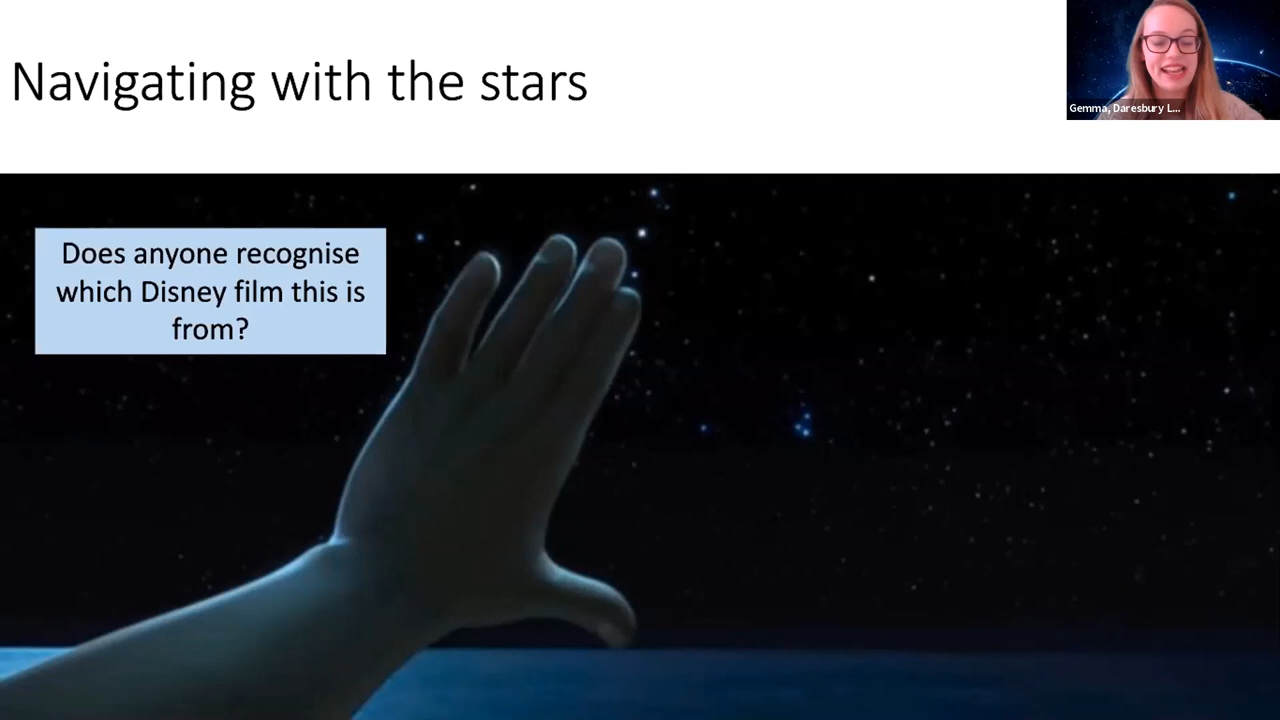 Navigating with the stars
Gemma, Daresbury L...
Does anyone recognise
which Disney film this is
from?